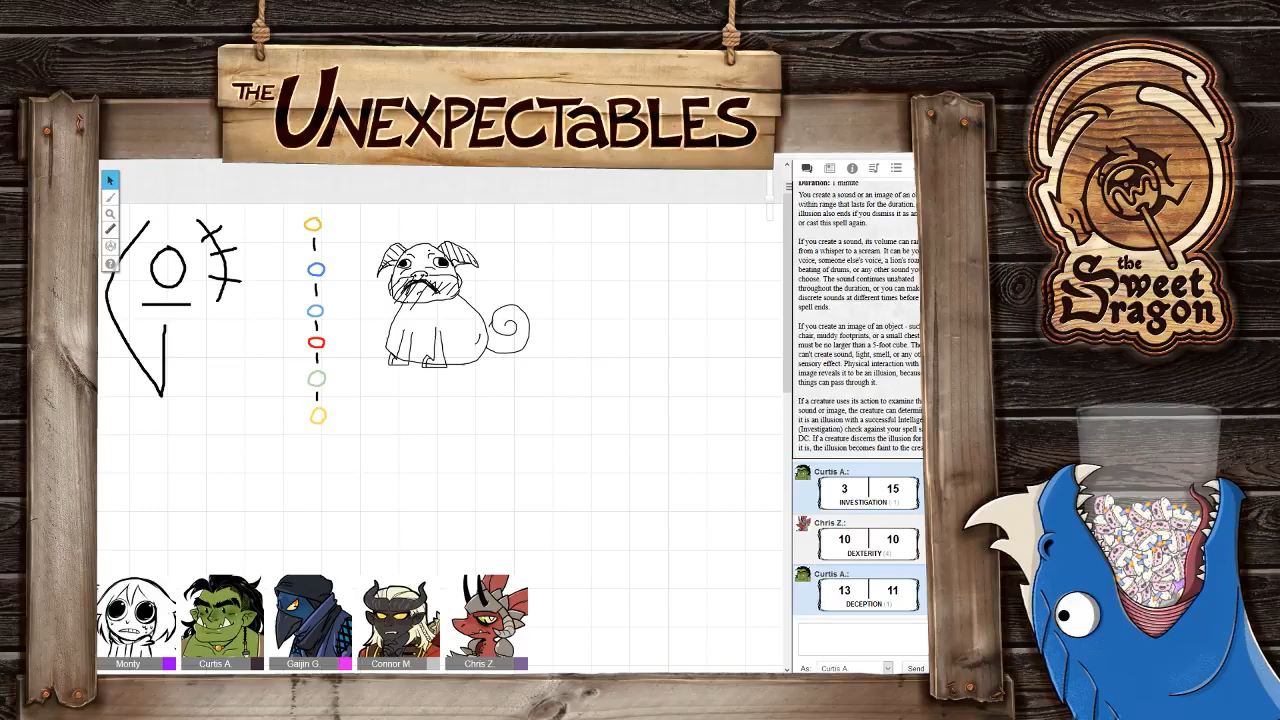 THE
UNEXPECTaBLES
the
Sweet
Dragon
Duration: 1 minute
You create a sound or an image of an o
within range that lasts for the duration,
illusion also ends if you dismiss it as an
or cast this spell again.
If you create a sound, its volume can ra
from a whisper to a scream. It can be yo
voice, someone else's voice, a lion's roar
beating of drums, or any other sound yo
choose. The sound continues unabated
throughout the duration, or you can make
discrete sounds at different times before
spell ends.
If you create an image of an object - suc
chair, muddy footprints, or a small chest
must be no larger than a 5-foot cube. The
can't create sound, light, smell, or any ot
sensory effect. Physical interaction with
image reveals it to be an illusion, becaus
things can pass through it.
If a creature uses its action to examine th
sound or image, the creature can determi
it is an illusion with a successful Intellige
(Investigation) check against your spell s
DC. If a creature discerns the illusion for
it is, the illusion becomes faint to the crea
Curtis A.:
3 15
INVESTIGATION (-1)
Chris Z.:
10 10
DEXTERITY (4)
Curtis A.:
13 11
DECEPTION (1)
As: Curtis A. Send
Monty
Curtis A.
Gaijin G.
Connor M
Chris Z.